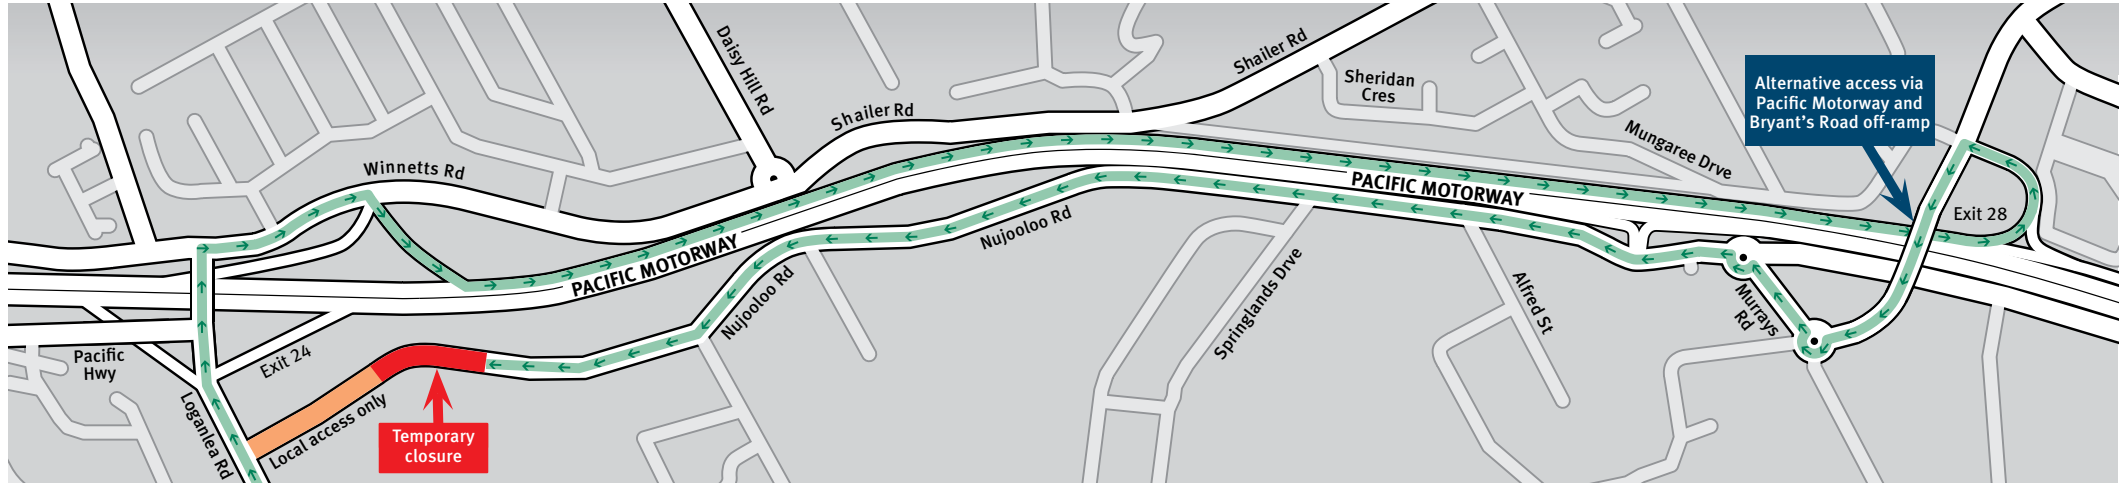 Daisy Hill Rd
Shailer Rd
Shailer Rd
Sheridan
Cres
Mungaree Drve
Alternative access via
Pacific Motorway and
Bryant's Road off-ramp
Winnetts Rd
PACIFIC MOTORWAY
PACIFIC MOTORWAY
Exit 28
Nujooloo Rd
Nujooloo Rd
Springlands Drve
Alfred St
Murrays
Rd
Pacific
Hwy
Exit 24
Loganlea Rd
Local access only
Temporary
closure